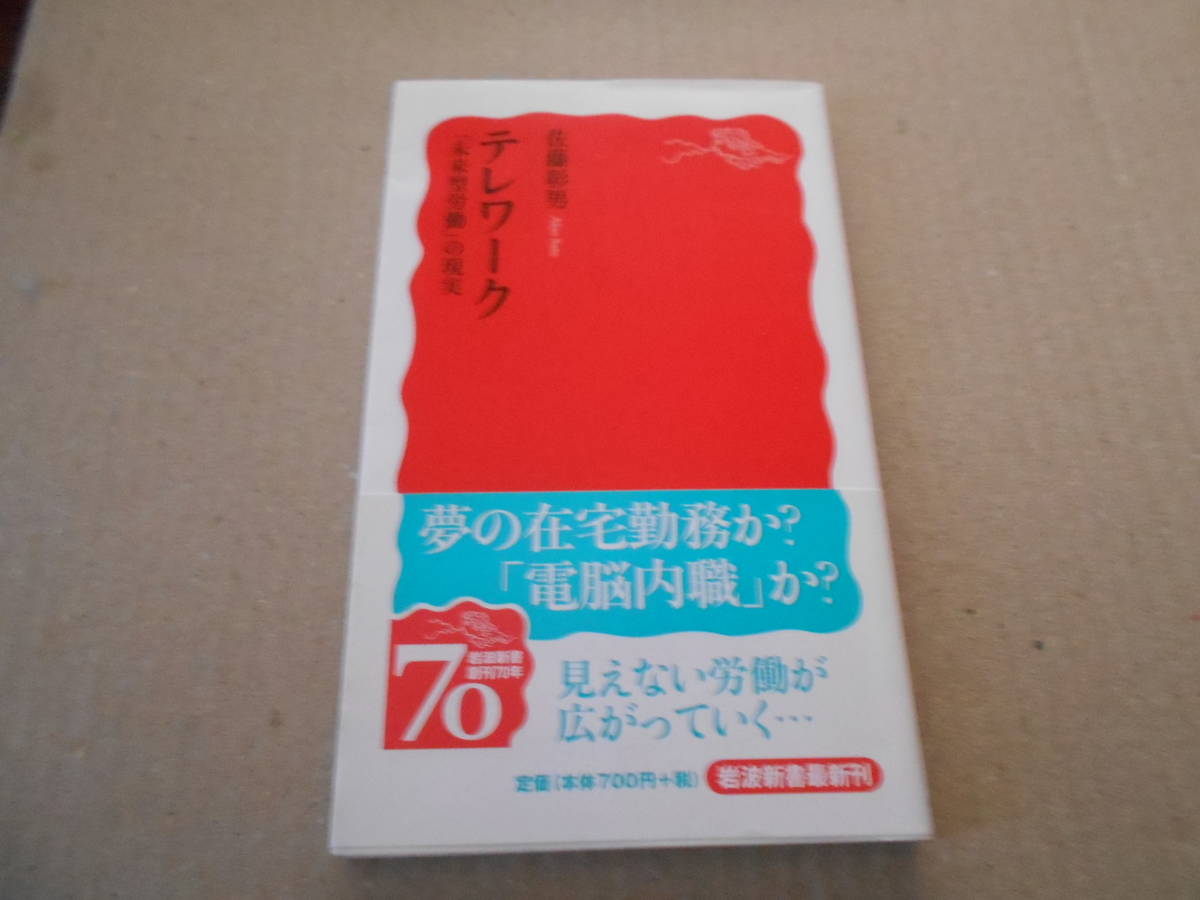 佐藤彰男
テレワーク
「未来型労働」の現実
夢の在宅勤務か?
「電脳内職」か?
70
岩波新書
創刊70年
見えない労働が
広がっていく…
定価(本体700円+税)
岩波新書最新刊